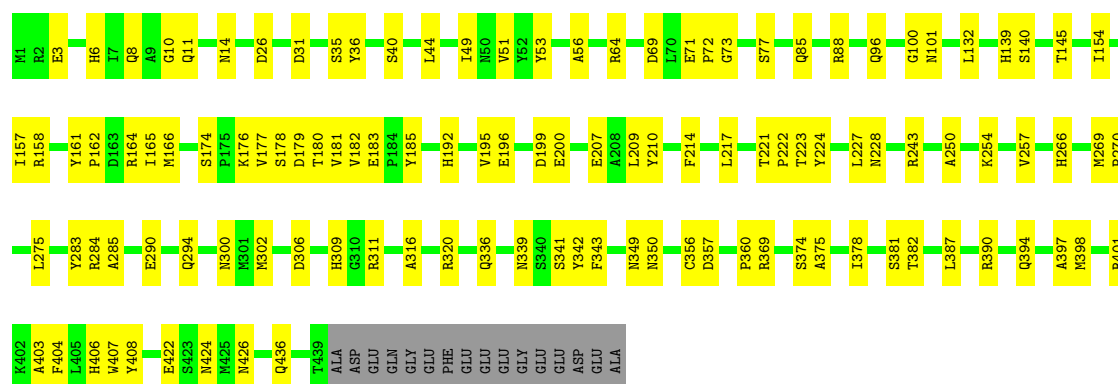 M1 R2 E3 H6 I7 Q8 A9 G10 Q11 N14 D26 D31 S35 Y36 S40 L44 I49 N50 V51 Y52 Y53 A56 R64 D69 L70 E71 P72 G73 S77 Q85 R88 Q96 G100 N101 L132 H139 S140 T145 I154
I157 R158 Y161 P162 D163 R164 I165 M166 S174 P175 K176 V177 S178 D179 T180 V181 V182 E183 P184 Y185 H192 V195 E196 D199 E200 E207 A208 L209 Y210 F214 L217 T221 P222 T223 Y224 L227 N228 R243 A250 K254 V257 H266 M269
L275 Y283 R284 A285 E290 Q294 N300 M301 M302 D306 H309 G310 R311 A316 R320 Q336 N339 S340 S341 Y342 F343 N349 N350 C356 D357 P360 R369 S374 A375 I378 S381 T382 L387 R390 Q394 A397 M398
K402 A403 F404 L405 H406 W407 Y408 E422 S423 N424 M425 N426 Q436 T439 ALA ASP GLU GLN GLY GLU PHE GLU GLU GLU GLY GLU GLU ASP GLU ALA